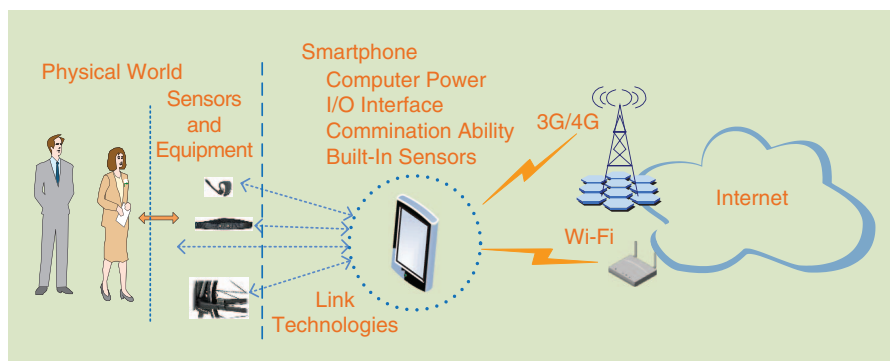 Physical World
Sensors
and
Equipment
Smartphone
Computer Power
I/O Interface
Commination Ability
Built-In Sensors
Link
Technologies
3G/4G
Wi-Fi
Internet